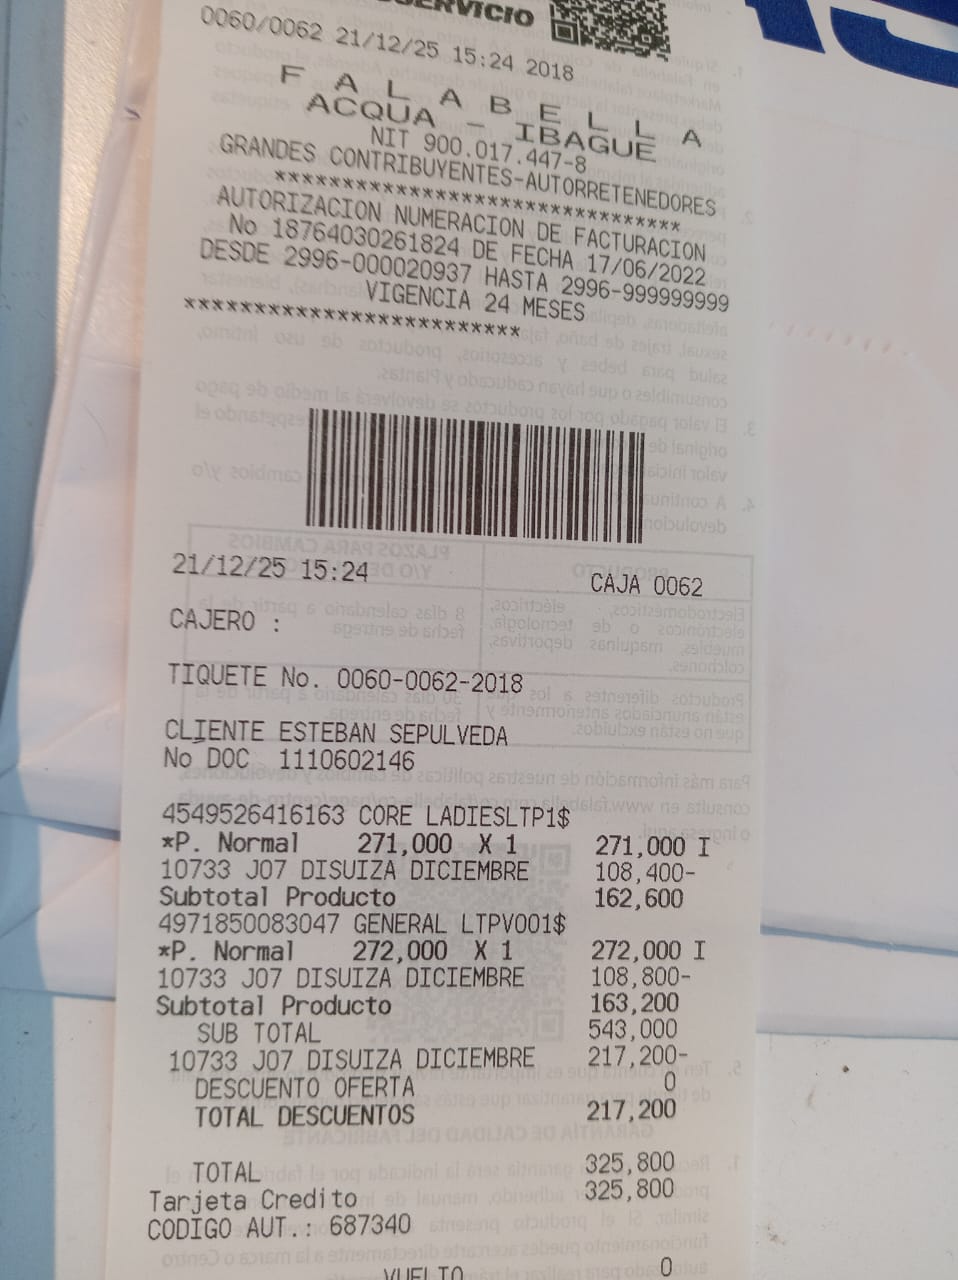 SERVICIO
0060/0062 21/12/25 15:24 2018
F A L A B E L L A
ACQUA - IBAGUE
NIT 900.017.447-8
GRANDES CONTRIBUYENTES-AUTORRETENEDORES
***********************************
AUTORIZACION NUMERACION DE FACTURACION
No 18764030261824 DE FECHA 17/06/2022
DESDE 2996-000020937 HASTA 2996-999999999
VIGENCIA 24 MESES
*************************
21/12/25 15:24 CAJA 0062
CAJERO :
TIQUETE No. 0060-0062-2018
CLIENTE ESTEBAN SEPULVEDA
No DOC 1110602146
4549526416163 CORE LADIESLTP1$
*P. Normal 271,000 X 1 271,000 I
10733 J07 DISUIZA DICIEMBRE 108,400-
Subtotal Producto 162,600
4971850083047 GENERAL LTPV001$
*P. Normal 272,000 X 1 272,000 I
10733 J07 DISUIZA DICIEMBRE 108,800-
Subtotal Producto 163,200
SUB TOTAL 543,000
10733 J07 DISUIZA DICIEMBRE 217,200-
DESCUENTO OFERTA 0
TOTAL DESCUENTOS 217,200
TOTAL 325,800
Tarjeta Credito 325,800
CODIGO AUT.: 687340
VUELTO 0